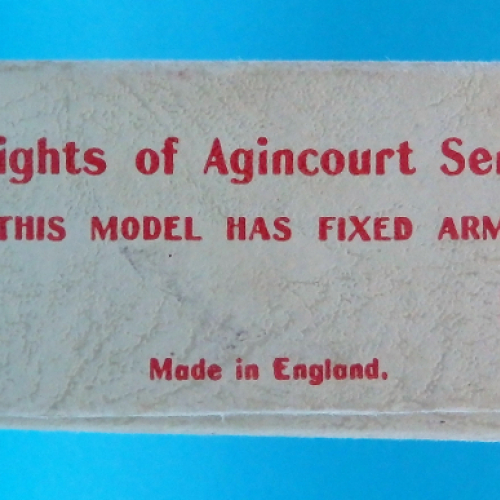 ights of Agincourt Ser
THIS MODEL HAS FIXED ARM
Made in England.